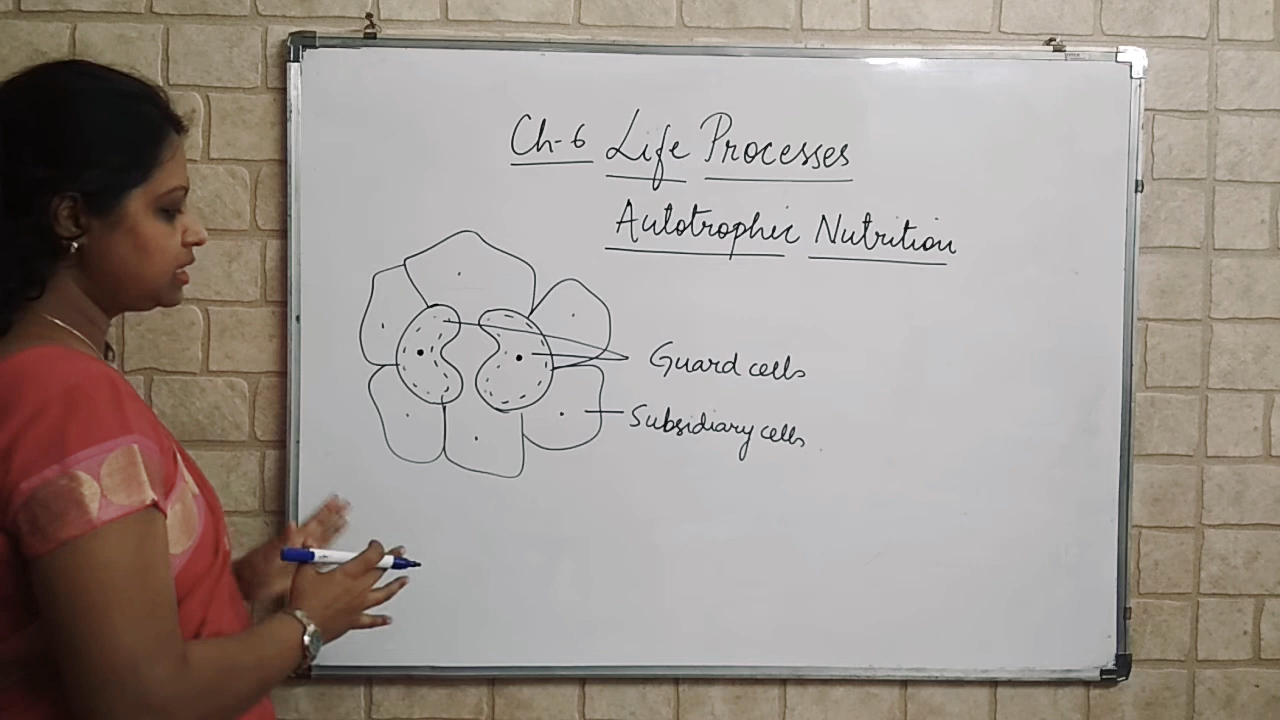 Ch-6 Life Processes
Autotrophic Nutrition
Guard cells
Subsidiary cells